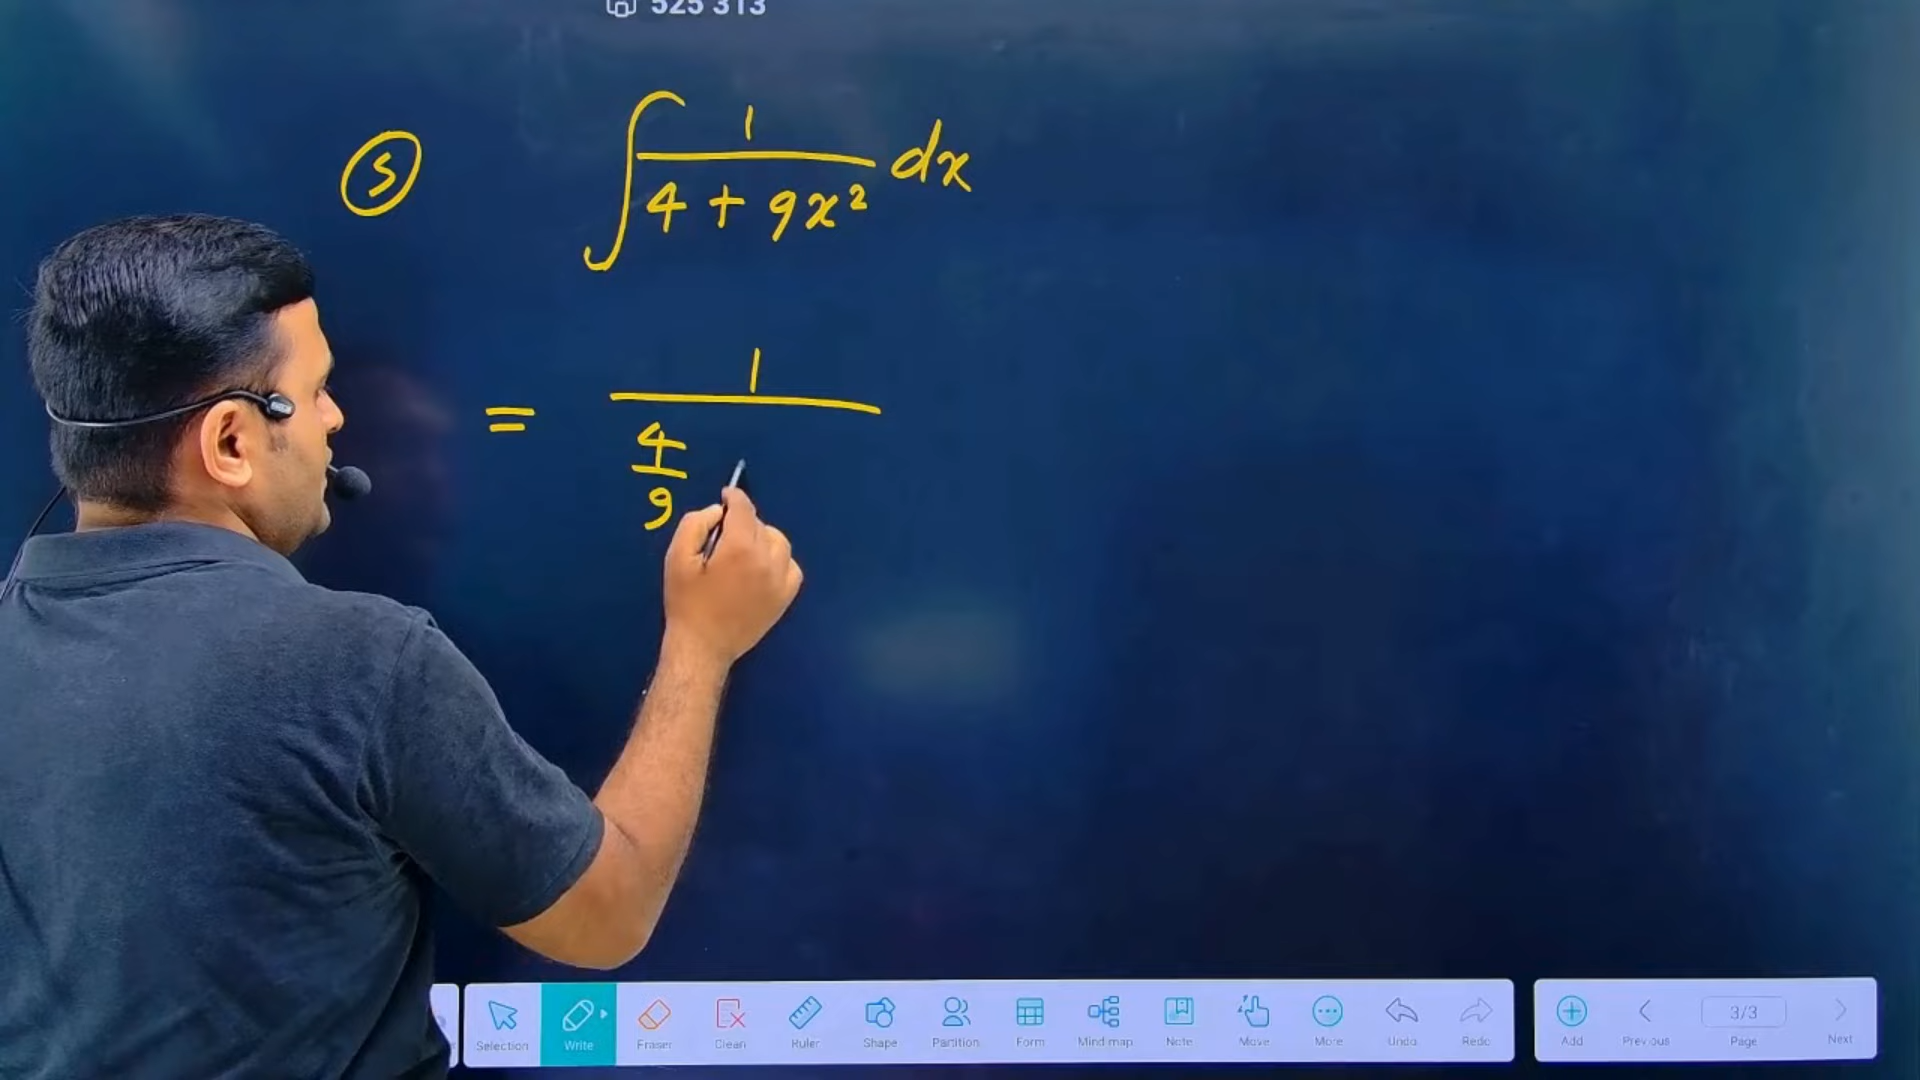 525 313
5
∫ 1/(4 + 9x²) dx
= 1/(4/9
Selection Write Eraser Clean Ruler Shape Partition Form Mind map Note Move More Undo Redo Add Previous 3/3 Page Next